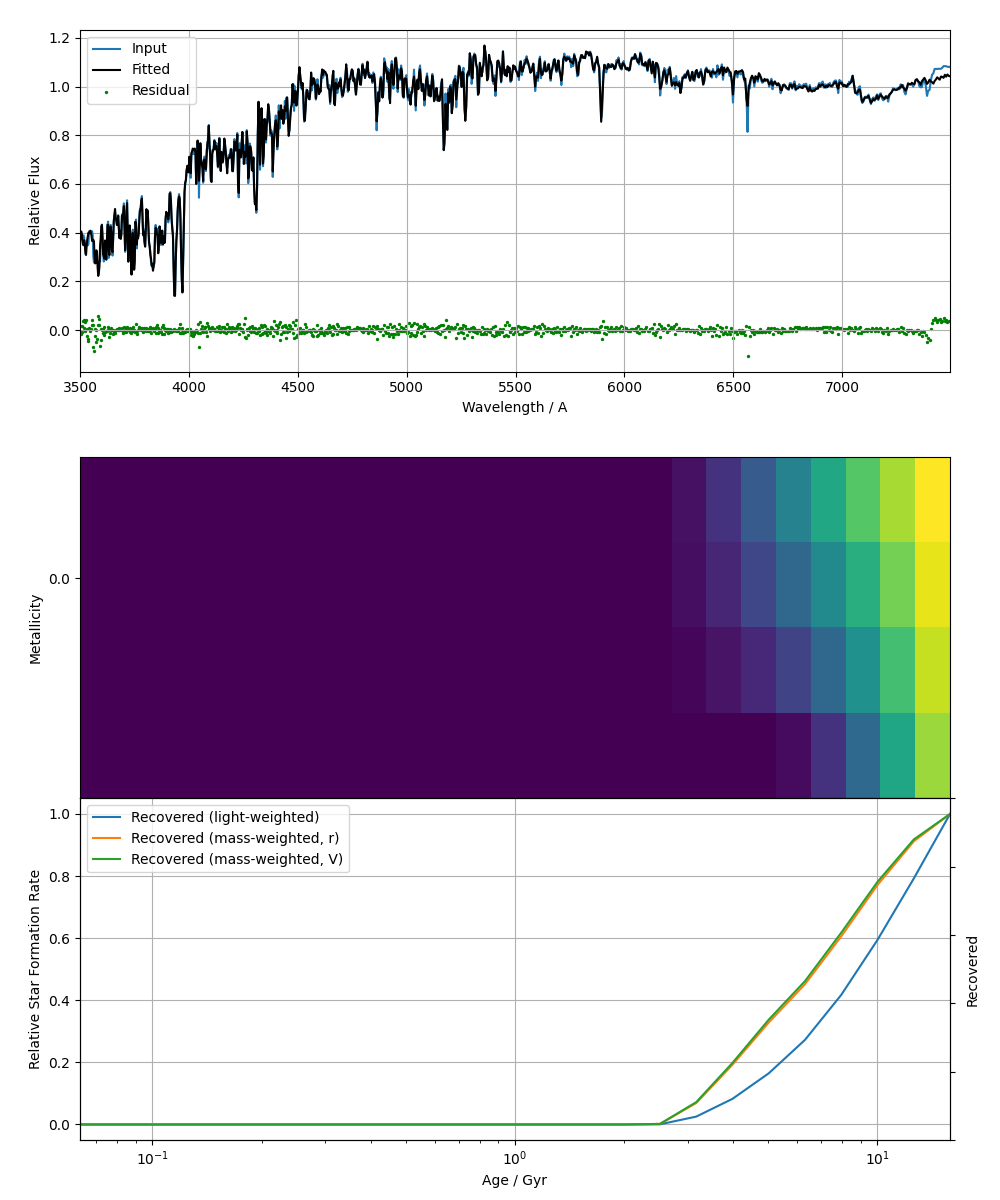 1.2
1.0
0.8
0.6
0.4
0.2
0.0
Relative Flux
Input
Fitted
Residual
3500 4000 4500 5000 5500 6000 6500 7000
Wavelength / A
0.0
Metallicity
1.0
0.8
0.6
0.4
0.2
0.0
Relative Star Formation Rate
Recovered (light-weighted)
Recovered (mass-weighted, r)
Recovered (mass-weighted, V)
Recovered
10⁻¹ 10⁰ 10¹
Age / Gyr